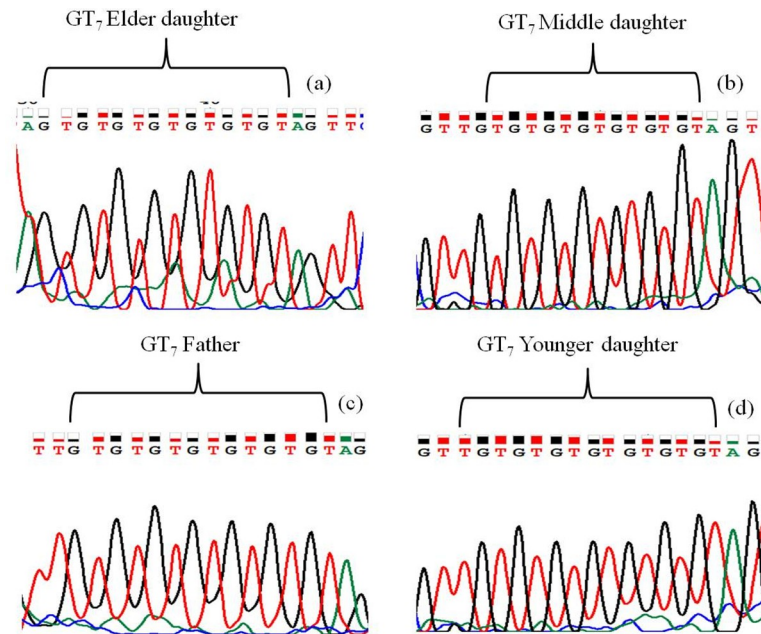 GT₇ Elder daughter
GT₇ Middle daughter
(a)
(b)
A G T G T G T G T G T G T G T A G T T
G T T G T G T G T G T G T G T G T A G T
GT₇ Father
GT₇ Younger daughter
(c)
(d)
T T G T G T G T G T G T G T G T A G
G T T G T G T G T G T G T G T G T A G